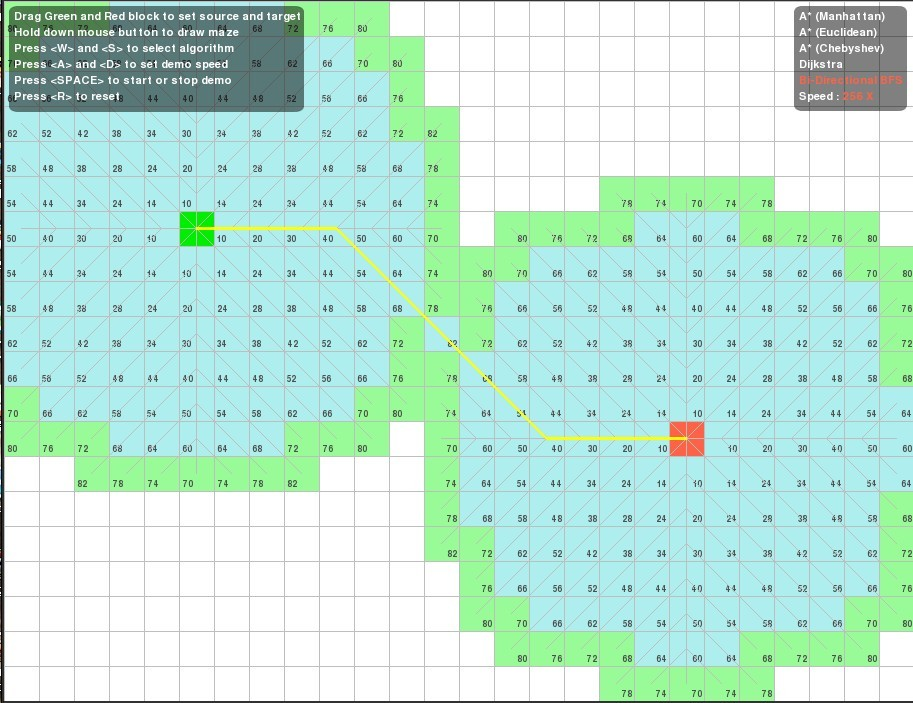 Drag Green and Red block to set source and target
Hold down mouse button to draw maze
Press <W> and <S> to select algorithm
Press <A> and <D> to set demo speed
Press <SPACE> to start or stop demo
Press <R> to reset
A* (Manhattan)
A* (Euclidean)
A* (Chebyshev)
Dijkstra
Bi-Directional BFS
Speed : 256 X
72 76 80
62 66 70 80
66 76
62 52 42 38 34 30 34 38 42 52 62 72 82
58 48 38 28 24 20 24 28 38 48 58 68 78
54 44 34 24 14 10 14 24 34 44 54 64 74 78 74 70 74 78
50 40 30 20 10 10 20 30 40 50 60 70 80 76 72 68 64 60 64 68 72 76 80
54 44 34 24 14 10 14 24 34 44 54 64 74 80 70 66 62 58 54 50 54 58 62 66 70 80
58 48 38 28 24 20 24 28 38 48 58 68 78 76 66 56 52 48 44 40 44 48 52 56 66 76
62 52 42 38 34 30 34 38 42 52 62 72 72 62 52 42 38 34 30 34 38 42 52 62 72
66 56 52 48 44 40 44 48 52 56 66 76 78 68 58 48 38 28 24 20 24 28 38 48 58 68
70 66 62 58 54 50 54 58 62 66 70 80 74 64 54 44 34 24 14 10 14 24 34 44 54 64
80 76 72 68 64 60 64 68 72 76 80 70 60 50 40 30 20 10 10 20 30 40 50 60
82 78 74 70 74 78 82 74 64 54 44 34 24 14 10 14 24 34 44 54 64
78 68 58 48 38 28 24 20 24 28 38 48 58 68
82 72 62 52 42 38 34 30 34 38 42 52 62 72
76 66 56 52 48 44 40 44 48 52 56 66 76
80 70 66 62 58 54 50 54 58 62 66 70 80
80 76 72 68 64 60 64 68 72 76 80
78 74 70 74 78